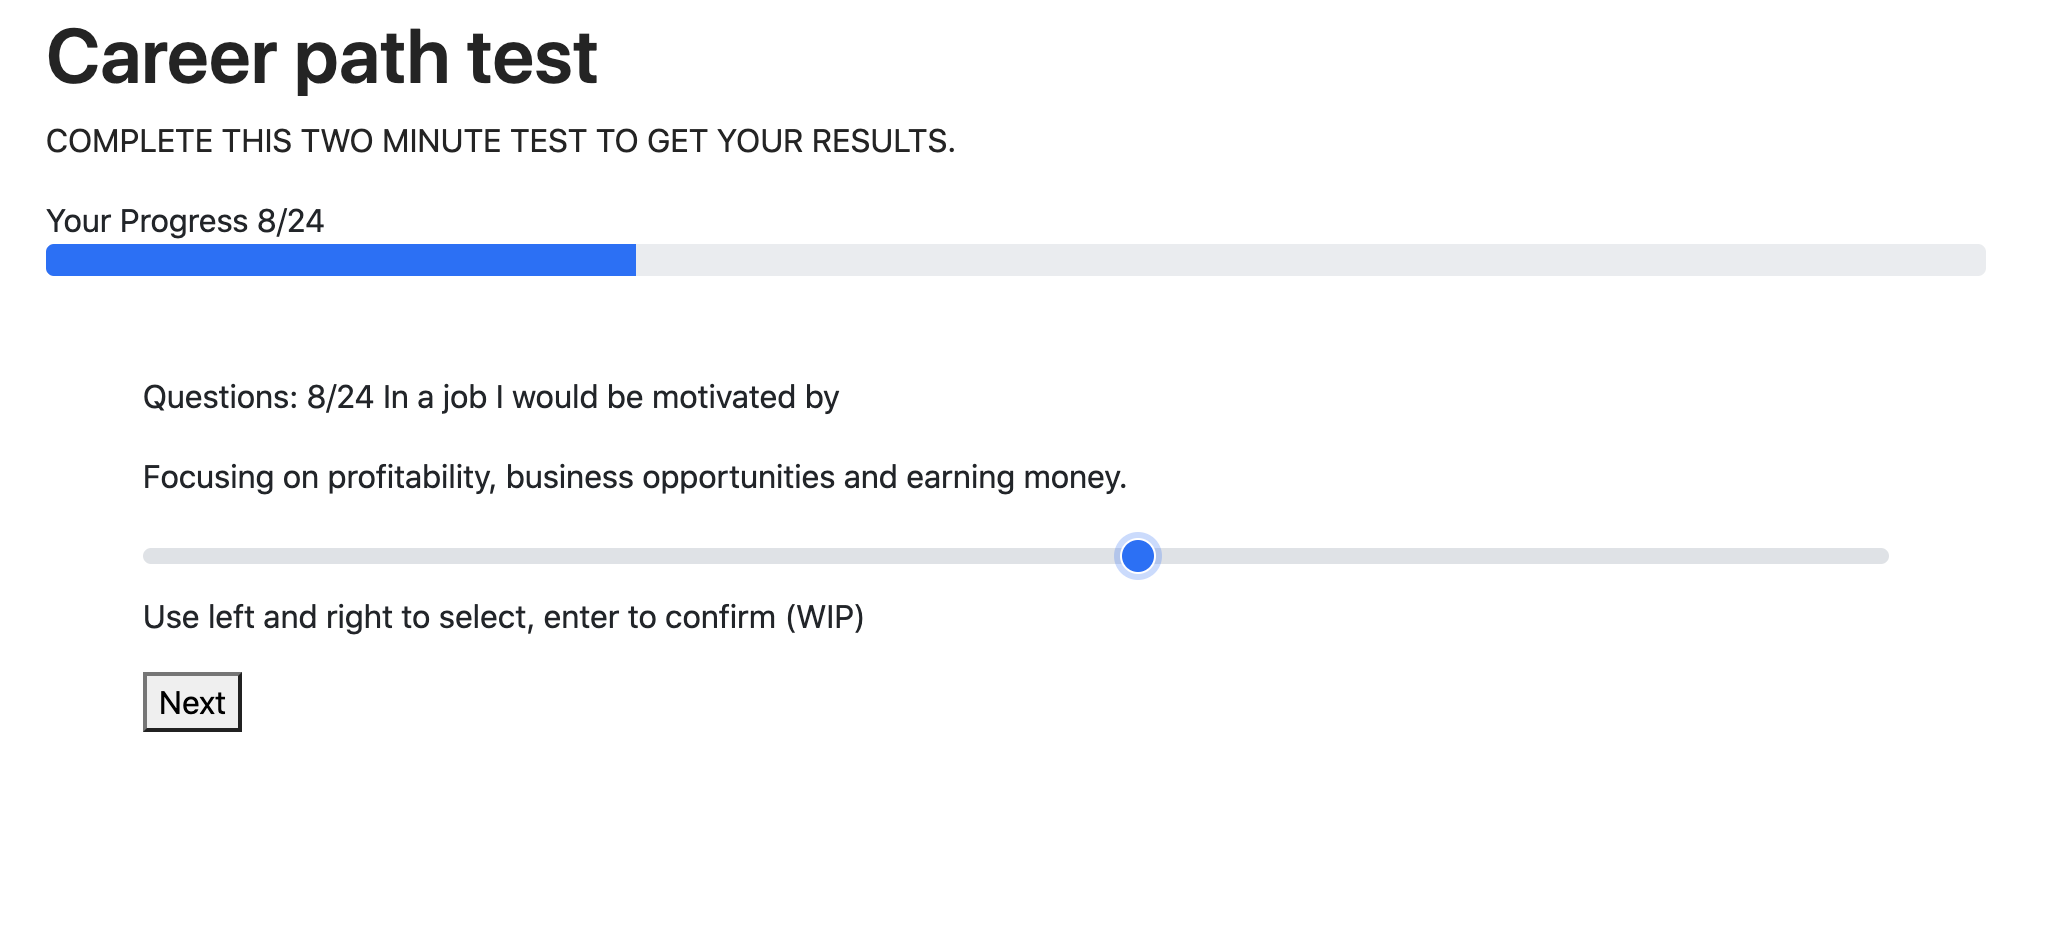 Career path test
COMPLETE THIS TWO MINUTE TEST TO GET YOUR RESULTS.
Your Progress 8/24
Questions: 8/24 In a job I would be motivated by
Focusing on profitability, business opportunities and earning money.
Use left and right to select, enter to confirm (WIP)
Next